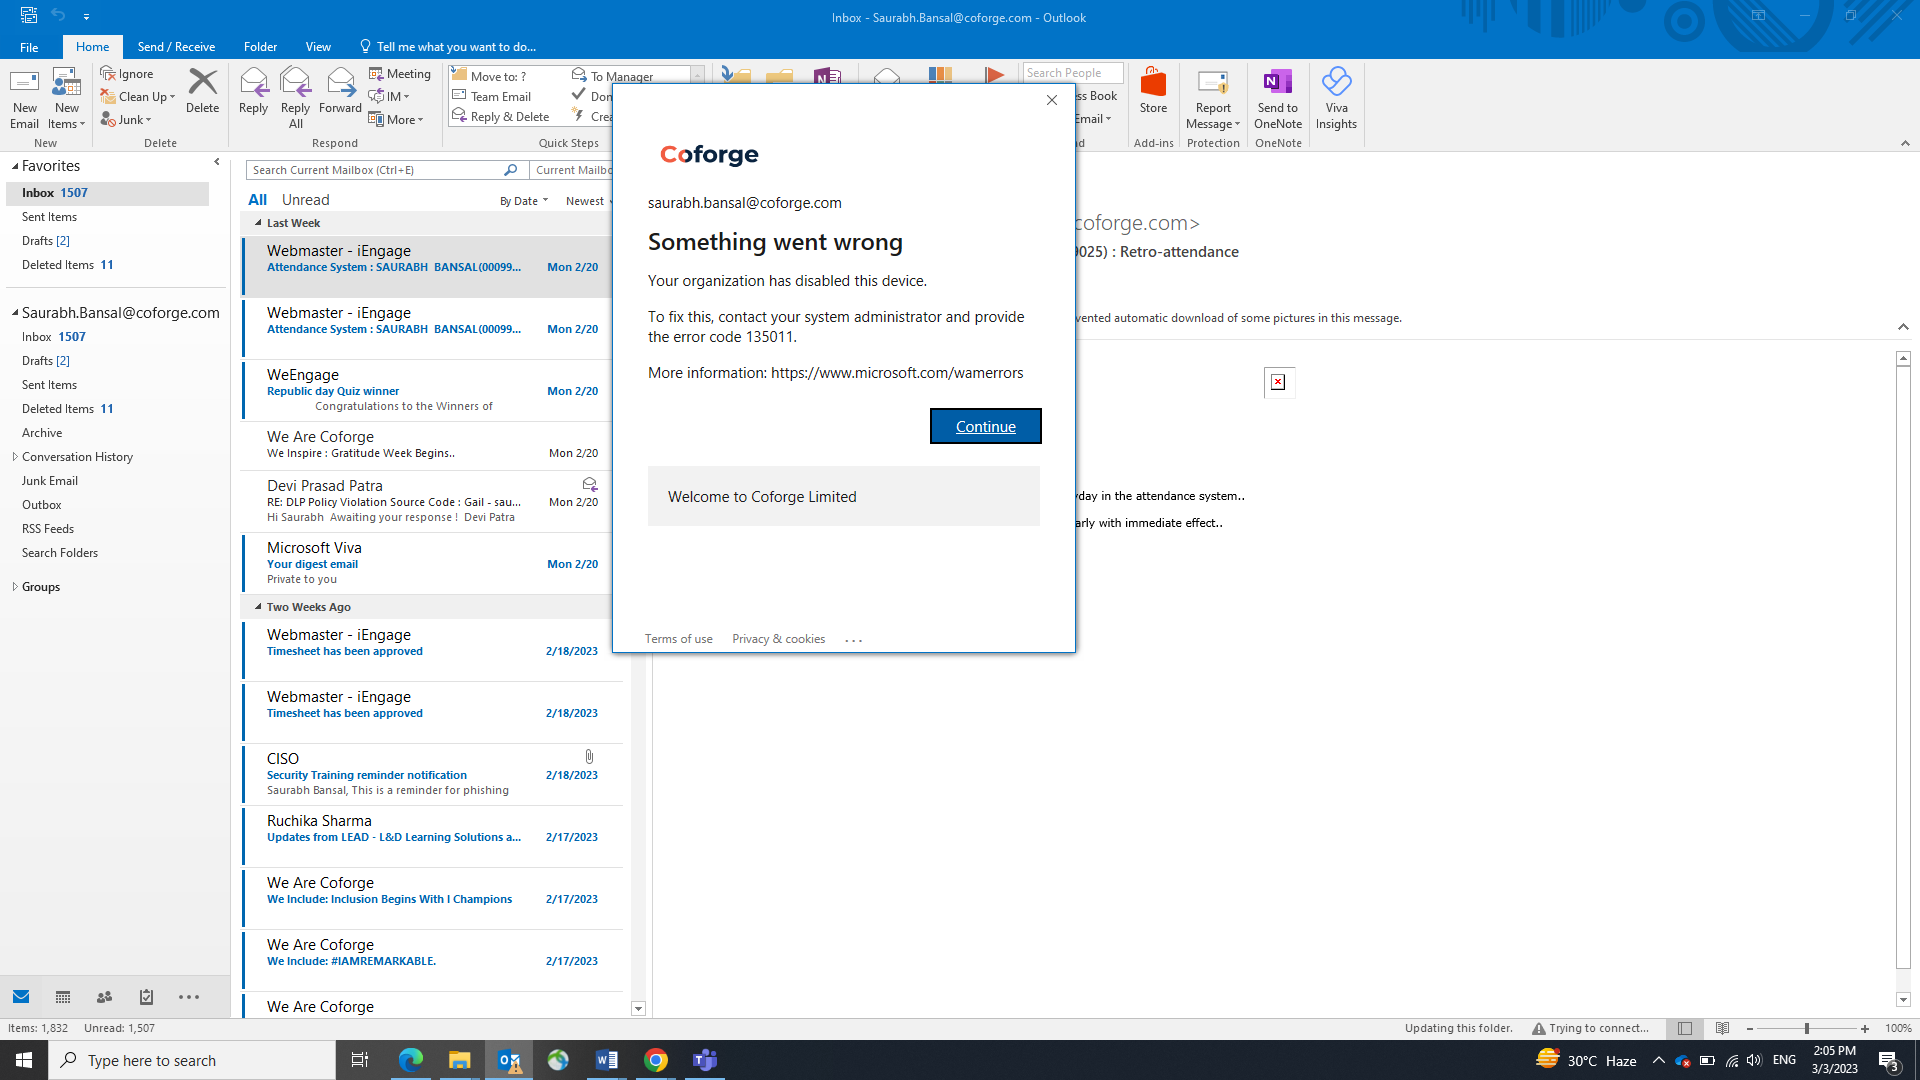 Inbox - Saurabh.Bansal@coforge.com - Outlook
File
Home
Send / Receive
Folder
View
Tell me what you want to do...
New Email
New Items
New
Ignore
Clean Up
Junk
Delete
Delete
Reply
Reply All
Forward
Meeting
IM
More
Respond
Move to: ?
Team Email
Reply & Delete
To Manager
Quick Steps
Search People
Store
Add-ins
Report Message
Protection
Send to OneNote
OneNote
Viva Insights
Favorites
Inbox 1507
Sent Items
Drafts [2]
Deleted Items 11
Saurabh.Bansal@coforge.com
Inbox 1507
Drafts [2]
Sent Items
Deleted Items 11
Archive
Conversation History
Junk Email
Outbox
RSS Feeds
Search Folders
Groups
Search Current Mailbox (Ctrl+E)
Current
All Unread
By Date
Newest
Last Week
Webmaster - iEngage
Attendance System : SAURABH BANSAL(00099... Mon 2/20
Webmaster - iEngage
Attendance System : SAURABH BANSAL(00099... Mon 2/20
WeEngage
Republic day Quiz winner Mon 2/20
Congratulations to the Winners of
We Are Coforge
We Inspire : Gratitude Week Begins.. Mon 2/20
Devi Prasad Patra
RE: DLP Policy Violation Source Code : Gail - sau... Mon 2/20
Hi Saurabh Awaiting your response ! Devi Patra
Microsoft Viva
Your digest email Mon 2/20
Private to you
Two Weeks Ago
Webmaster - iEngage
Timesheet has been approved 2/18/2023
Webmaster - iEngage
Timesheet has been approved 2/18/2023
CISO
Security Training reminder notification 2/18/2023
Saurabh Bansal, This is a reminder for phishing
Ruchika Sharma
Updates from LEAD - L&D Learning Solutions a... 2/17/2023
We Are Coforge
We Include: Inclusion Begins With I Champions 2/17/2023
We Are Coforge
We Include: #IAMREMARKABLE. 2/17/2023
We Are Coforge
Coforge
saurabh.bansal@coforge.com
Something went wrong
Your organization has disabled this device.
To fix this, contact your system administrator and provide
the error code 135011.
More information: https://www.microsoft.com/wamerrors
Continue
Welcome to Coforge Limited
Terms of use Privacy & cookies ...
coforge.com>
0025) : Retro-attendance
vented automatic download of some pictures in this message.
yday in the attendance system..
arly with immediate effect..
Items: 1,832 Unread: 1,507
Updating this folder.
Trying to connect...
100%
Type here to search
30°C Haze
ENG
2:05 PM
3/3/2023
3